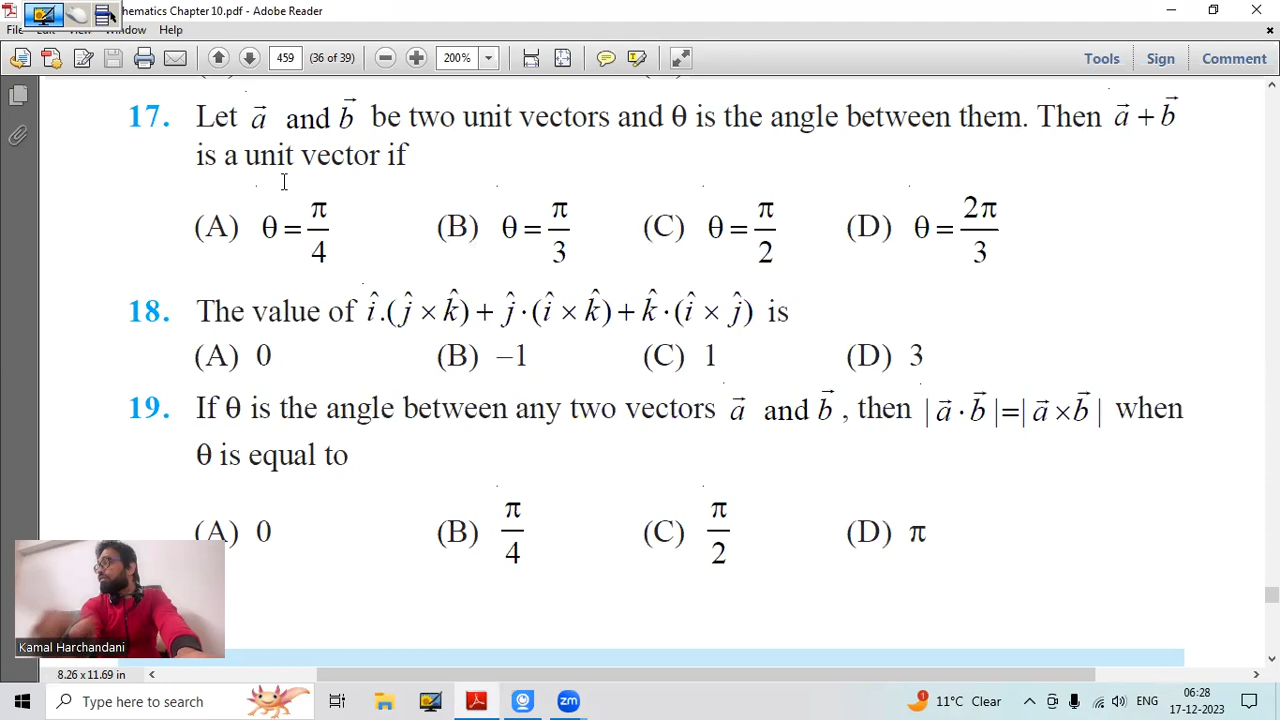 hematics Chapter 10.pdf - Adobe Reader
File Edit Window Help
459 (36 of 39) 200% Tools Sign Comment
17. Let a⃗ and b⃗ be two unit vectors and θ is the angle between them. Then a⃗ + b⃗
is a unit vector if
(A) θ = π/4 (B) θ = π/3 (C) θ = π/2 (D) θ = 2π/3
18. The value of î.(ĵ × k̂) + ĵ · (î × k̂) + k̂ · (î × ĵ) is
(A) 0 (B) –1 (C) 1 (D) 3
19. If θ is the angle between any two vectors a⃗ and b⃗, then |a⃗ · b⃗|=|a⃗ × b⃗| when
θ is equal to
(A) 0 (B) π/4 (C) π/2 (D) π
Kamal Harchandani
8.26 x 11.69 in
Type here to search
11°C Clear
06:28
17-12-2023